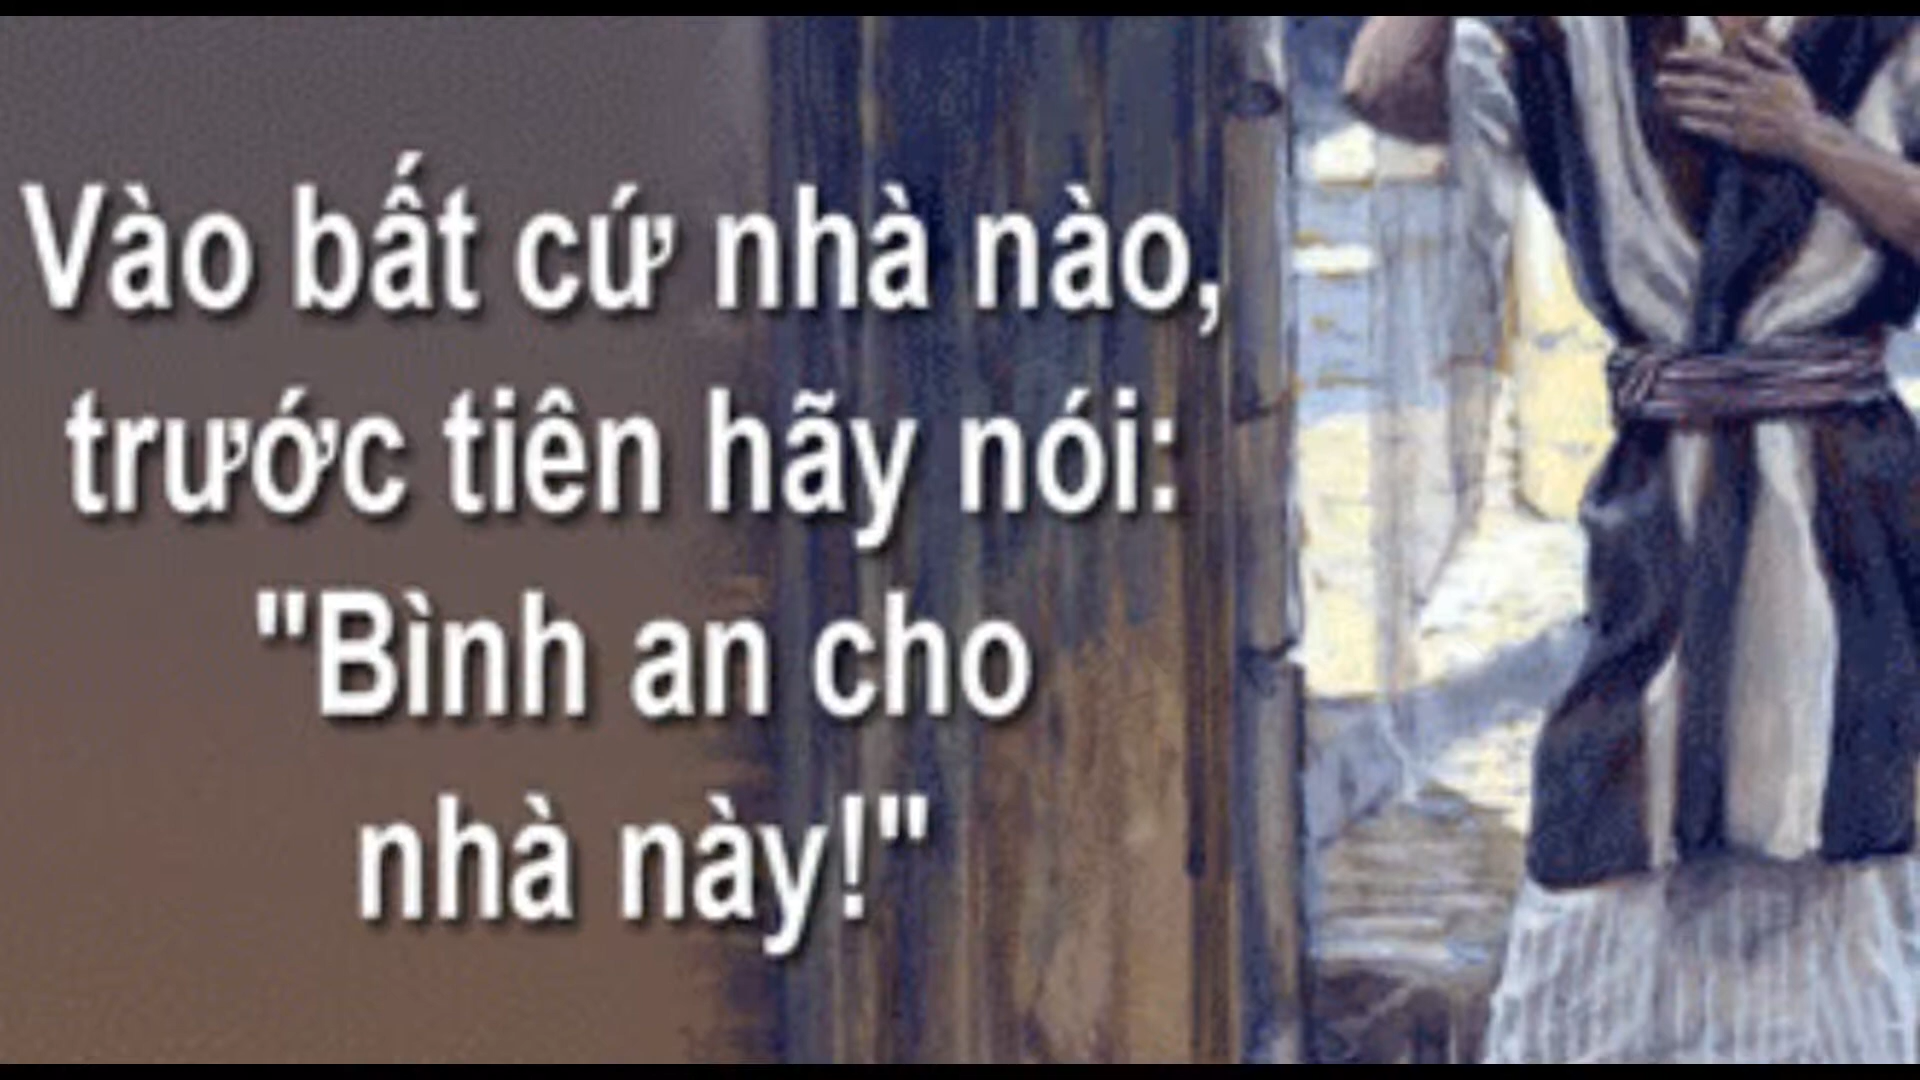 Vào bất cứ nhà nào,
trước tiên hãy nói:
"Bình an cho
nhà này!"